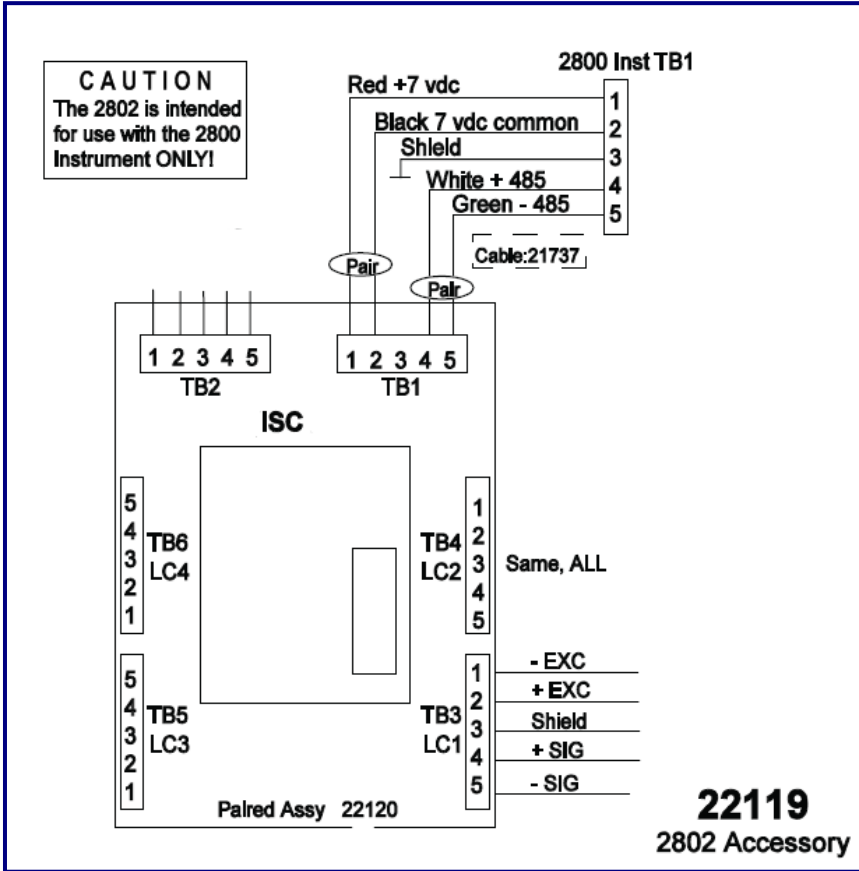 CAUTION
The 2802 is intended
for use with the 2800
Instrument ONLY!
2800 Inst TB1
Red +7 vdc
1
Black 7 vdc common
2
Shield
3
White + 485
4
Green - 485
5
Cable:21737
Pair
Pair
1 2 3 4 5
TB2
1 2 3 4 5
TB1
ISC
5
4
3
2
1
TB6
LC4
1
2
3
4
5
TB4
LC2
Same, ALL
5
4
3
2
1
TB5
LC3
1
2
3
4
5
TB3
LC1
- EXC
+ EXC
Shield
+ SIG
- SIG
Paired Assy 22120
22119
2802 Accessory